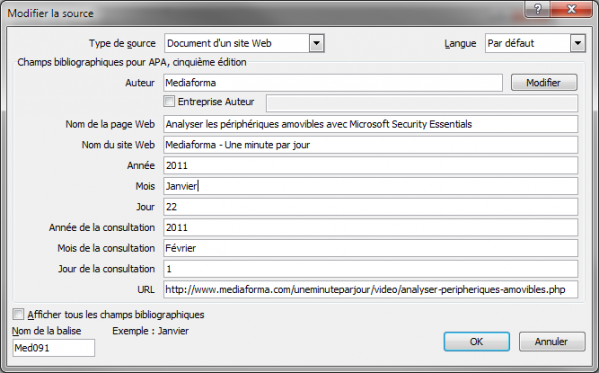 Modifier la source
Type de source Document d'un site Web Langue Par défaut
Champs bibliographiques pour APA, cinquième édition
Auteur Mediaforma Modifier
Entreprise Auteur
Nom de la page Web Analyser les périphériques amovibles avec Microsoft Security Essentials
Nom du site Web Mediaforma - Une minute par jour
Année 2011
Mois Janvier
Jour 22
Année de la consultation 2011
Mois de la consultation Février
Jour de la consultation 1
URL http://www.mediaforma.com/uneminuteparjour/video/analyser-peripheriques-amovibles.php
Afficher tous les champs bibliographiques
Nom de la balise Exemple : Janvier
Med091 OK Annuler